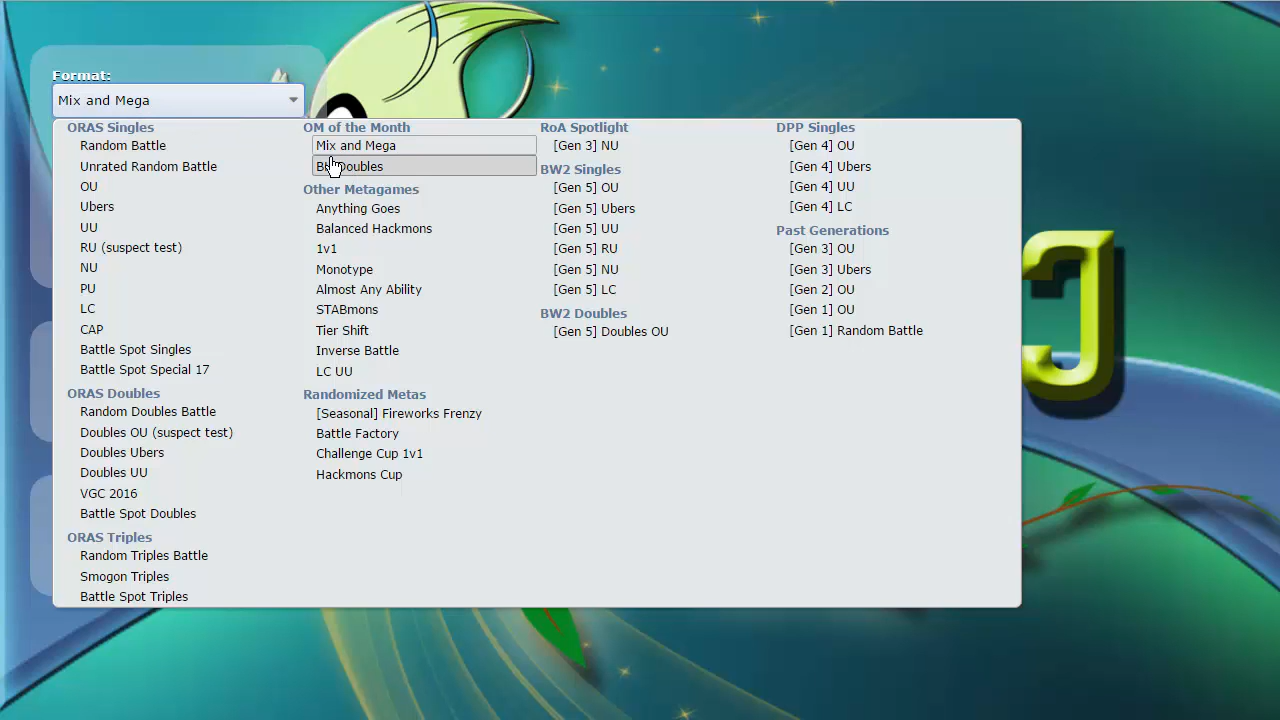 Format:
Mix and Mega
ORAS Singles
Random Battle
Unrated Random Battle
OU
Ubers
UU
RU (suspect test)
NU
PU
LC
CAP
Battle Spot Singles
Battle Spot Special 17
ORAS Doubles
Random Doubles Battle
Doubles OU (suspect test)
Doubles Ubers
Doubles UU
VGC 2016
Battle Spot Doubles
ORAS Triples
Random Triples Battle
Smogon Triples
Battle Spot Triples
OM of the Month
Mix and Mega
Doubles
Other Metagames
Anything Goes
Balanced Hackmons
1v1
Monotype
Almost Any Ability
STABmons
Tier Shift
Inverse Battle
LC UU
Randomized Metas
[Seasonal] Fireworks Frenzy
Battle Factory
Challenge Cup 1v1
Hackmons Cup
RoA Spotlight
[Gen 3] NU
BW2 Singles
[Gen 5] OU
[Gen 5] Ubers
[Gen 5] UU
[Gen 5] RU
[Gen 5] NU
[Gen 5] LC
BW2 Doubles
[Gen 5] Doubles OU
DPP Singles
[Gen 4] OU
[Gen 4] Ubers
[Gen 4] UU
[Gen 4] LC
Past Generations
[Gen 3] OU
[Gen 3] Ubers
[Gen 2] OU
[Gen 1] OU
[Gen 1] Random Battle